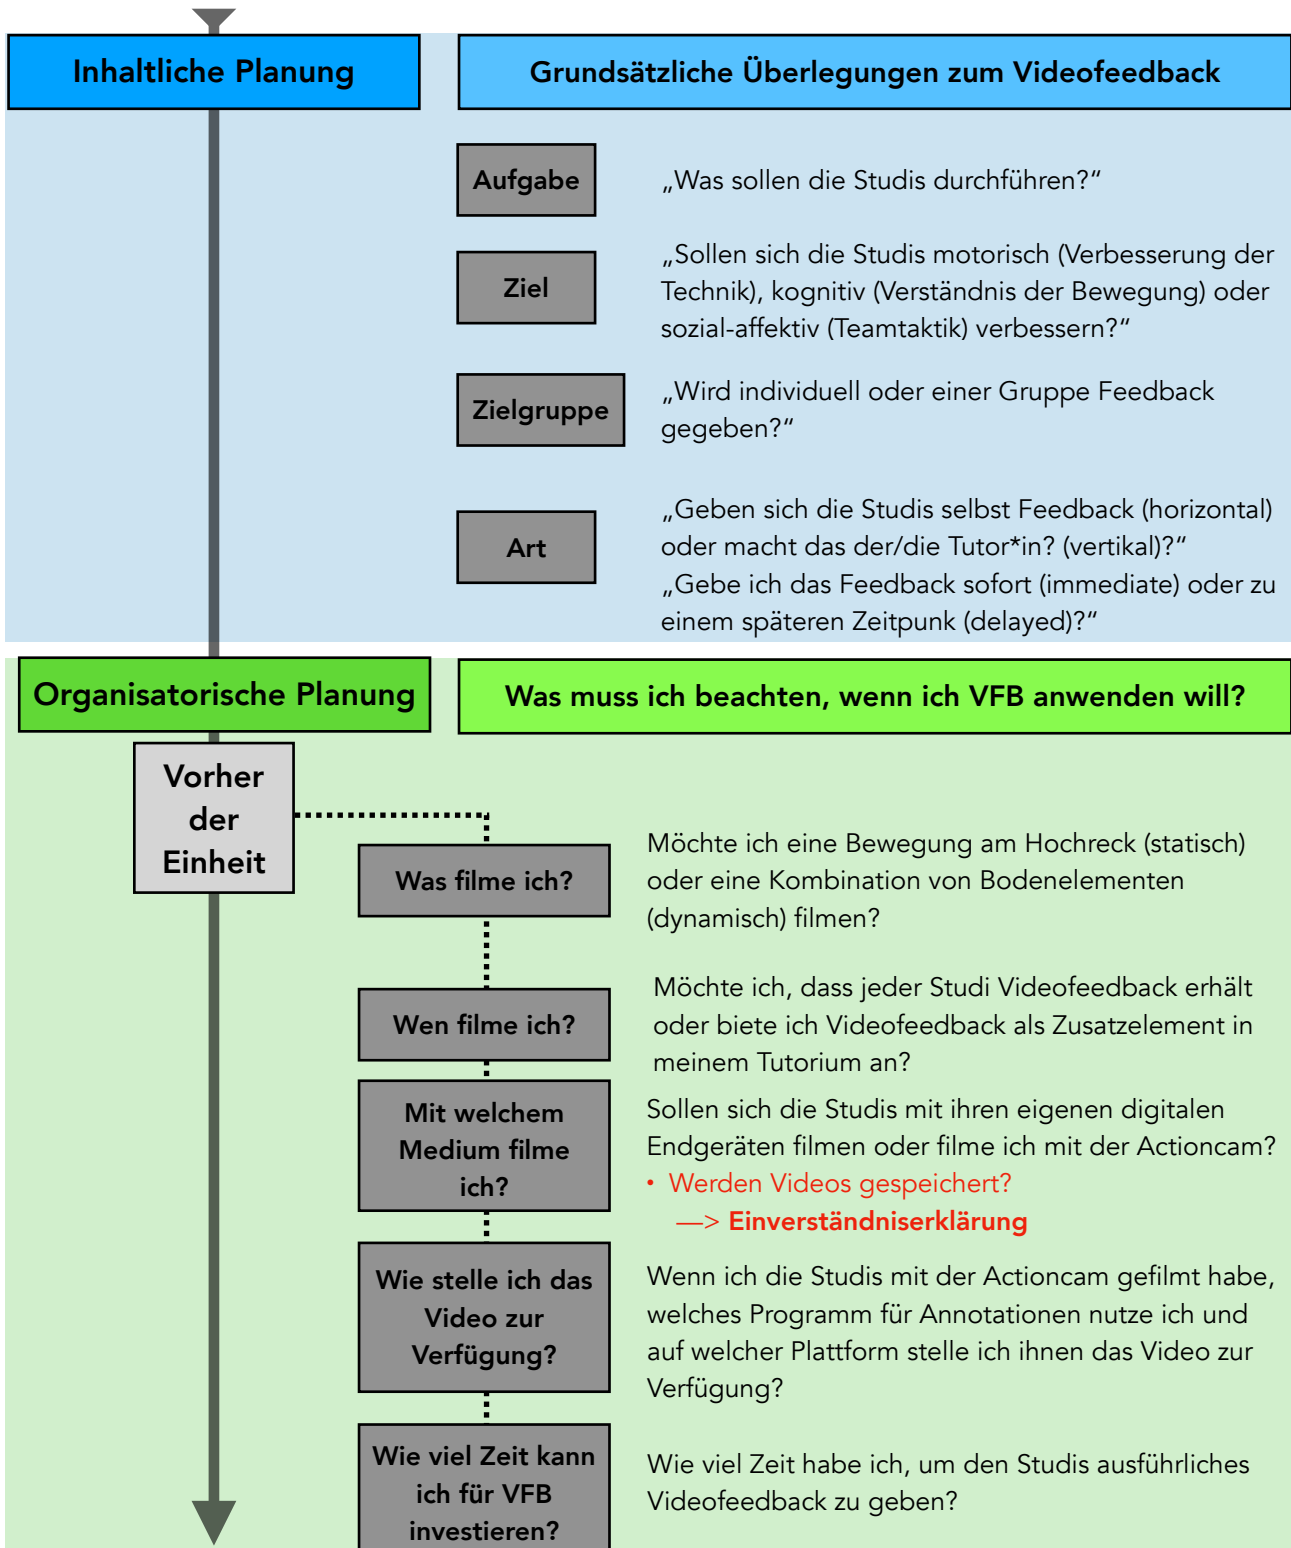 Inhaltliche Planung
Grundsätzliche Überlegungen zum Videofeedback
Aufgabe
„Was sollen die Studis durchführen?“
Ziel
„Sollen sich die Studis motorisch (Verbesserung der
Technik), kognitiv (Verständnis der Bewegung) oder
sozial-affektiv (Teamtaktik) verbessern?“
Zielgruppe
„Wird individuell oder einer Gruppe Feedback
gegeben?“
Art
„Geben sich die Studis selbst Feedback (horizontal)
oder macht das der/die Tutor*in? (vertikal)?“
„Gebe ich das Feedback sofort (immediate) oder zu
einem späteren Zeitpunk (delayed)?“
Organisatorische Planung
Was muss ich beachten, wenn ich VFB anwenden will?
Vorher
der
Einheit
Was filme ich?
Möchte ich eine Bewegung am Hochreck (statisch)
oder eine Kombination von Bodenelementen
(dynamisch) filmen?
Wen filme ich?
Möchte ich, dass jeder Studi Videofeedback erhält
oder biete ich Videofeedback als Zusatzelement in
meinem Tutorium an?
Mit welchem
Medium filme
ich?
Sollen sich die Studis mit ihren eigenen digitalen
Endgeräten filmen oder filme ich mit der Actioncam?
• Werden Videos gespeichert?
—> Einverständniserklärung
Wie stelle ich das
Video zur
Verfügung?
Wenn ich die Studis mit der Actioncam gefilmt habe,
welches Programm für Annotationen nutze ich und
auf welcher Plattform stelle ich ihnen das Video zur
Verfügung?
Wie viel Zeit kann
ich für VFB
investieren?
Wie viel Zeit habe ich, um den Studis ausführliches
Videofeedback zu geben?